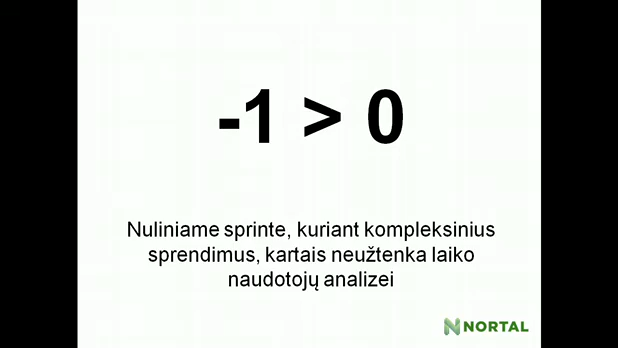 -1 > 0
Nuliniame sprinte, kuriant kompleksinius
sprendimus, kartais neužtenka laiko
naudotojų analizei
NORTAL